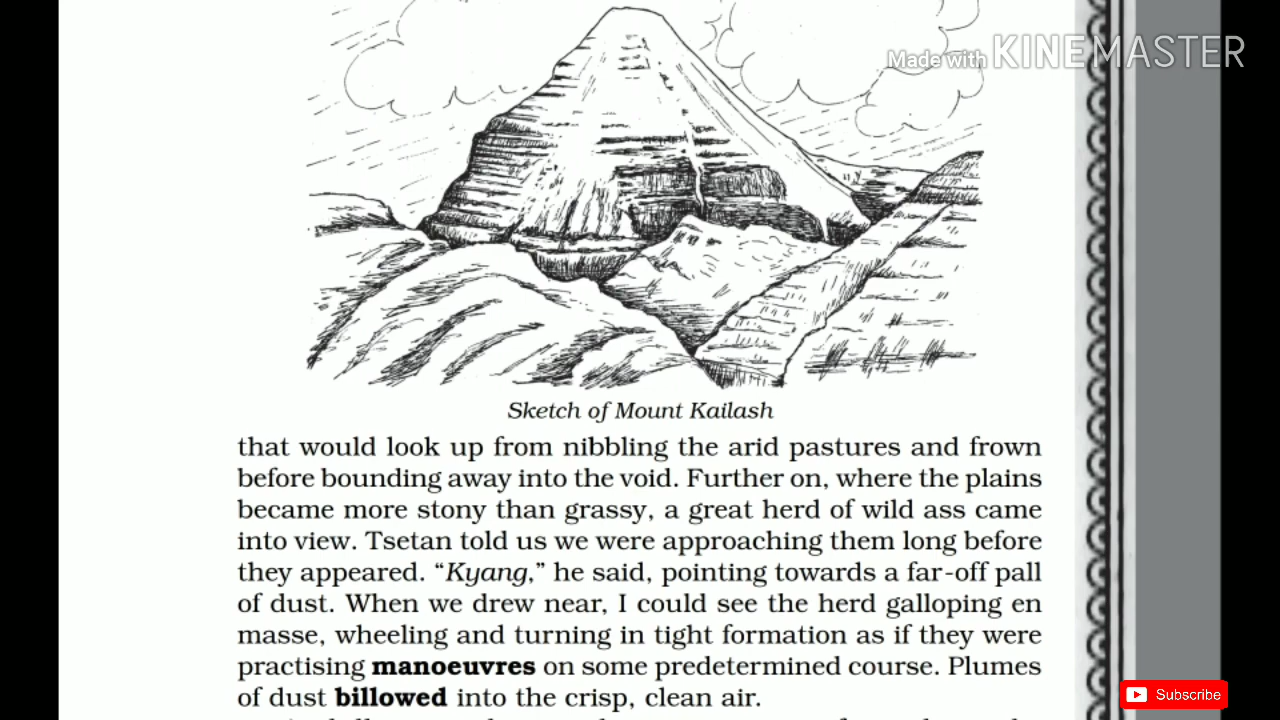 Made with KINEMASTER
Sketch of Mount Kailash
that would look up from nibbling the arid pastures and frown
before bounding away into the void. Further on, where the plains
became more stony than grassy, a great herd of wild ass came
into view. Tsetan told us we were approaching them long before
they appeared. “Kyang,” he said, pointing towards a far-off pall
of dust. When we drew near, I could see the herd galloping en
masse, wheeling and turning in tight formation as if they were
practising manoeuvres on some predetermined course. Plumes
of dust billowed into the crisp, clean air.
Subscribe